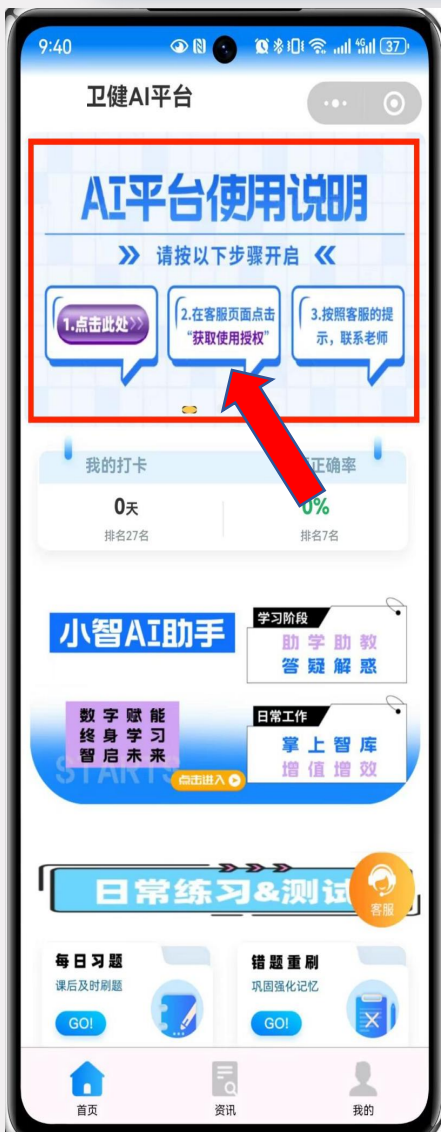 9:40
4G
37
卫健AI平台
AI平台使用说明
请按以下步骤开启
1.点击此处>>
2.在客服页面点击
“获取使用授权”
3.按照客服的提
示，联系老师
我的打卡
正确率
0天
0%
排名27名
排名7名
小智AI助手
学习阶段
助学助教
答疑解惑
数字赋能
终身学习
智启未来
STARTS
点击进入
日常工作
掌上智库
增值增效
日常练习&测试
客服
每日习题
课后及时刷题
GO!
错题重刷
巩固强化记忆
GO!
首页
资讯
我的